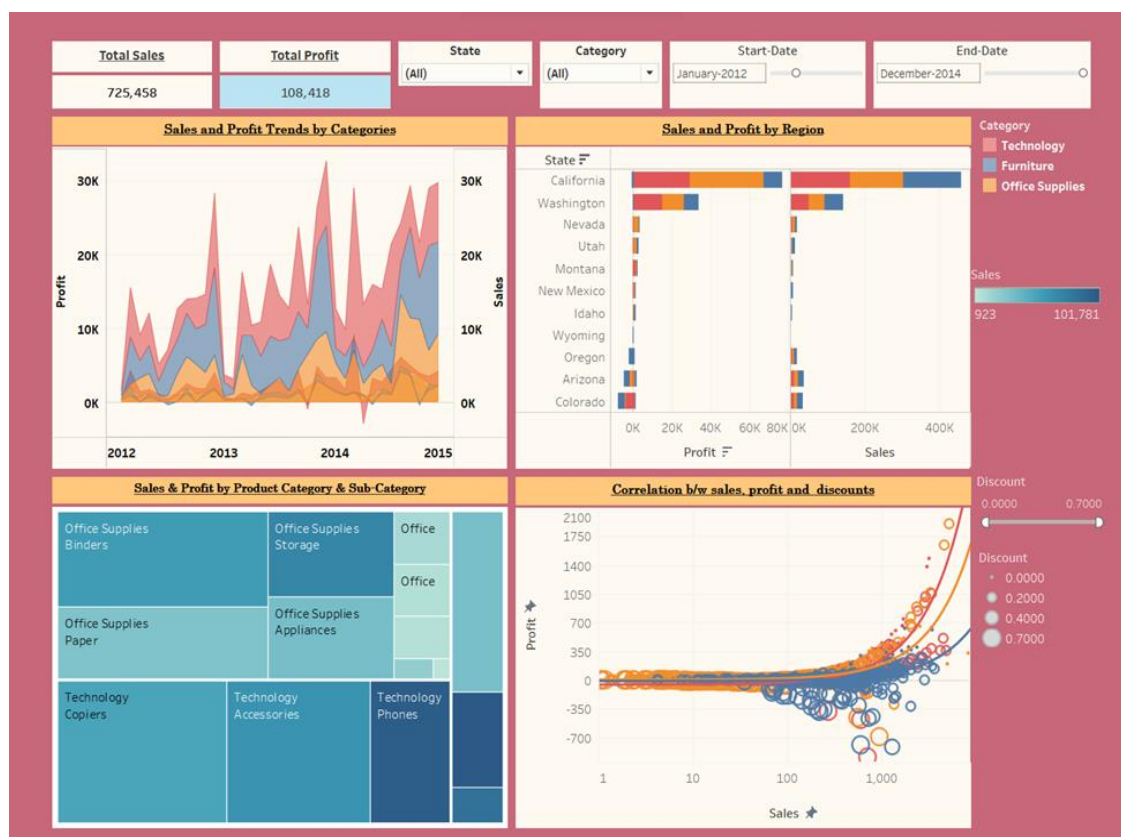 Total Sales
725,458
Total Profit
108,418
State
(All)
Category
(All)
Start-Date
January-2012
End-Date
December-2014
Sales and Profit Trends by Categories
30K
20K
10K
0K
Profit
30K
20K
10K
0K
Sales
2012 2013 2014 2015
Sales and Profit by Region
State
California
Washington
Nevada
Utah
Montana
New Mexico
Idaho
Wyoming
Oregon
Arizona
Colorado
0K 20K 40K 60K 80K
Profit
0K 200K 400K
Sales
Category
Technology
Furniture
Office Supplies
Sales
923 101,781
Sales & Profit by Product Category & Sub-Category
Office Supplies
Binders
Office Supplies
Storage
Office
Office
Office Supplies
Paper
Office Supplies
Appliances
Technology
Copiers
Technology
Accessories
Technology
Phones
Correlation b/w sales, profit and discounts
2100
1750
1400
1050
700
350
0
-350
-700
Profit
1 10 100 1,000
Sales
Discount
0.0000 0.7000
Discount
0.0000
0.2000
0.4000
0.7000